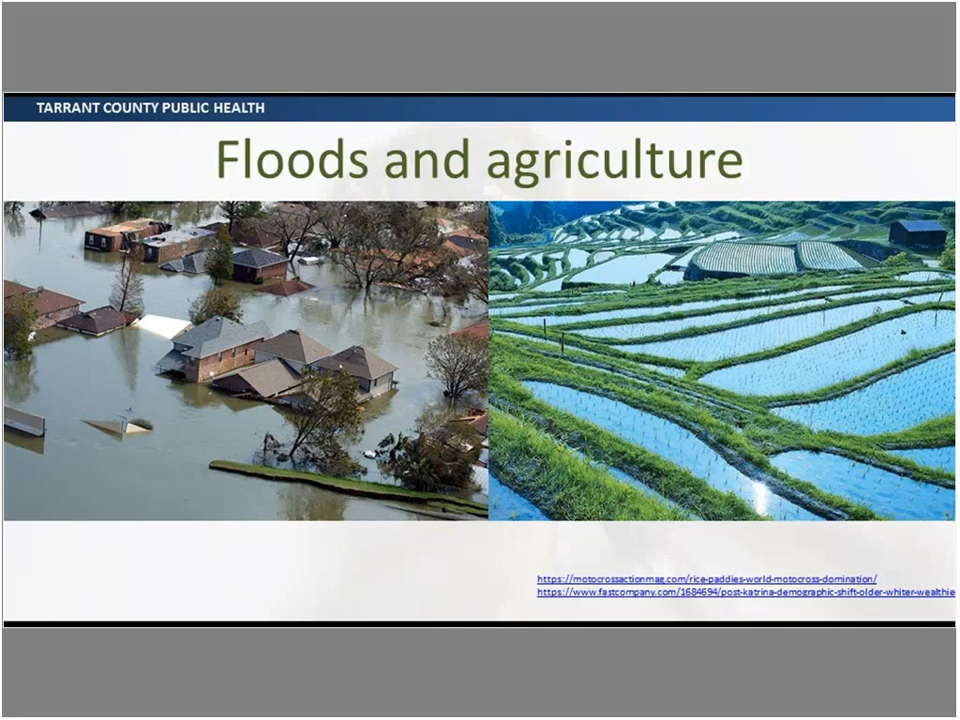 TARRANT COUNTY PUBLIC HEALTH
Floods and agriculture
https://motocrossactionmag.com/rice-paddies-world-motocross-domination/
https://www.fastcompany.com/1684694/post-katrina-demographic-shift-older-whiter-wealthie